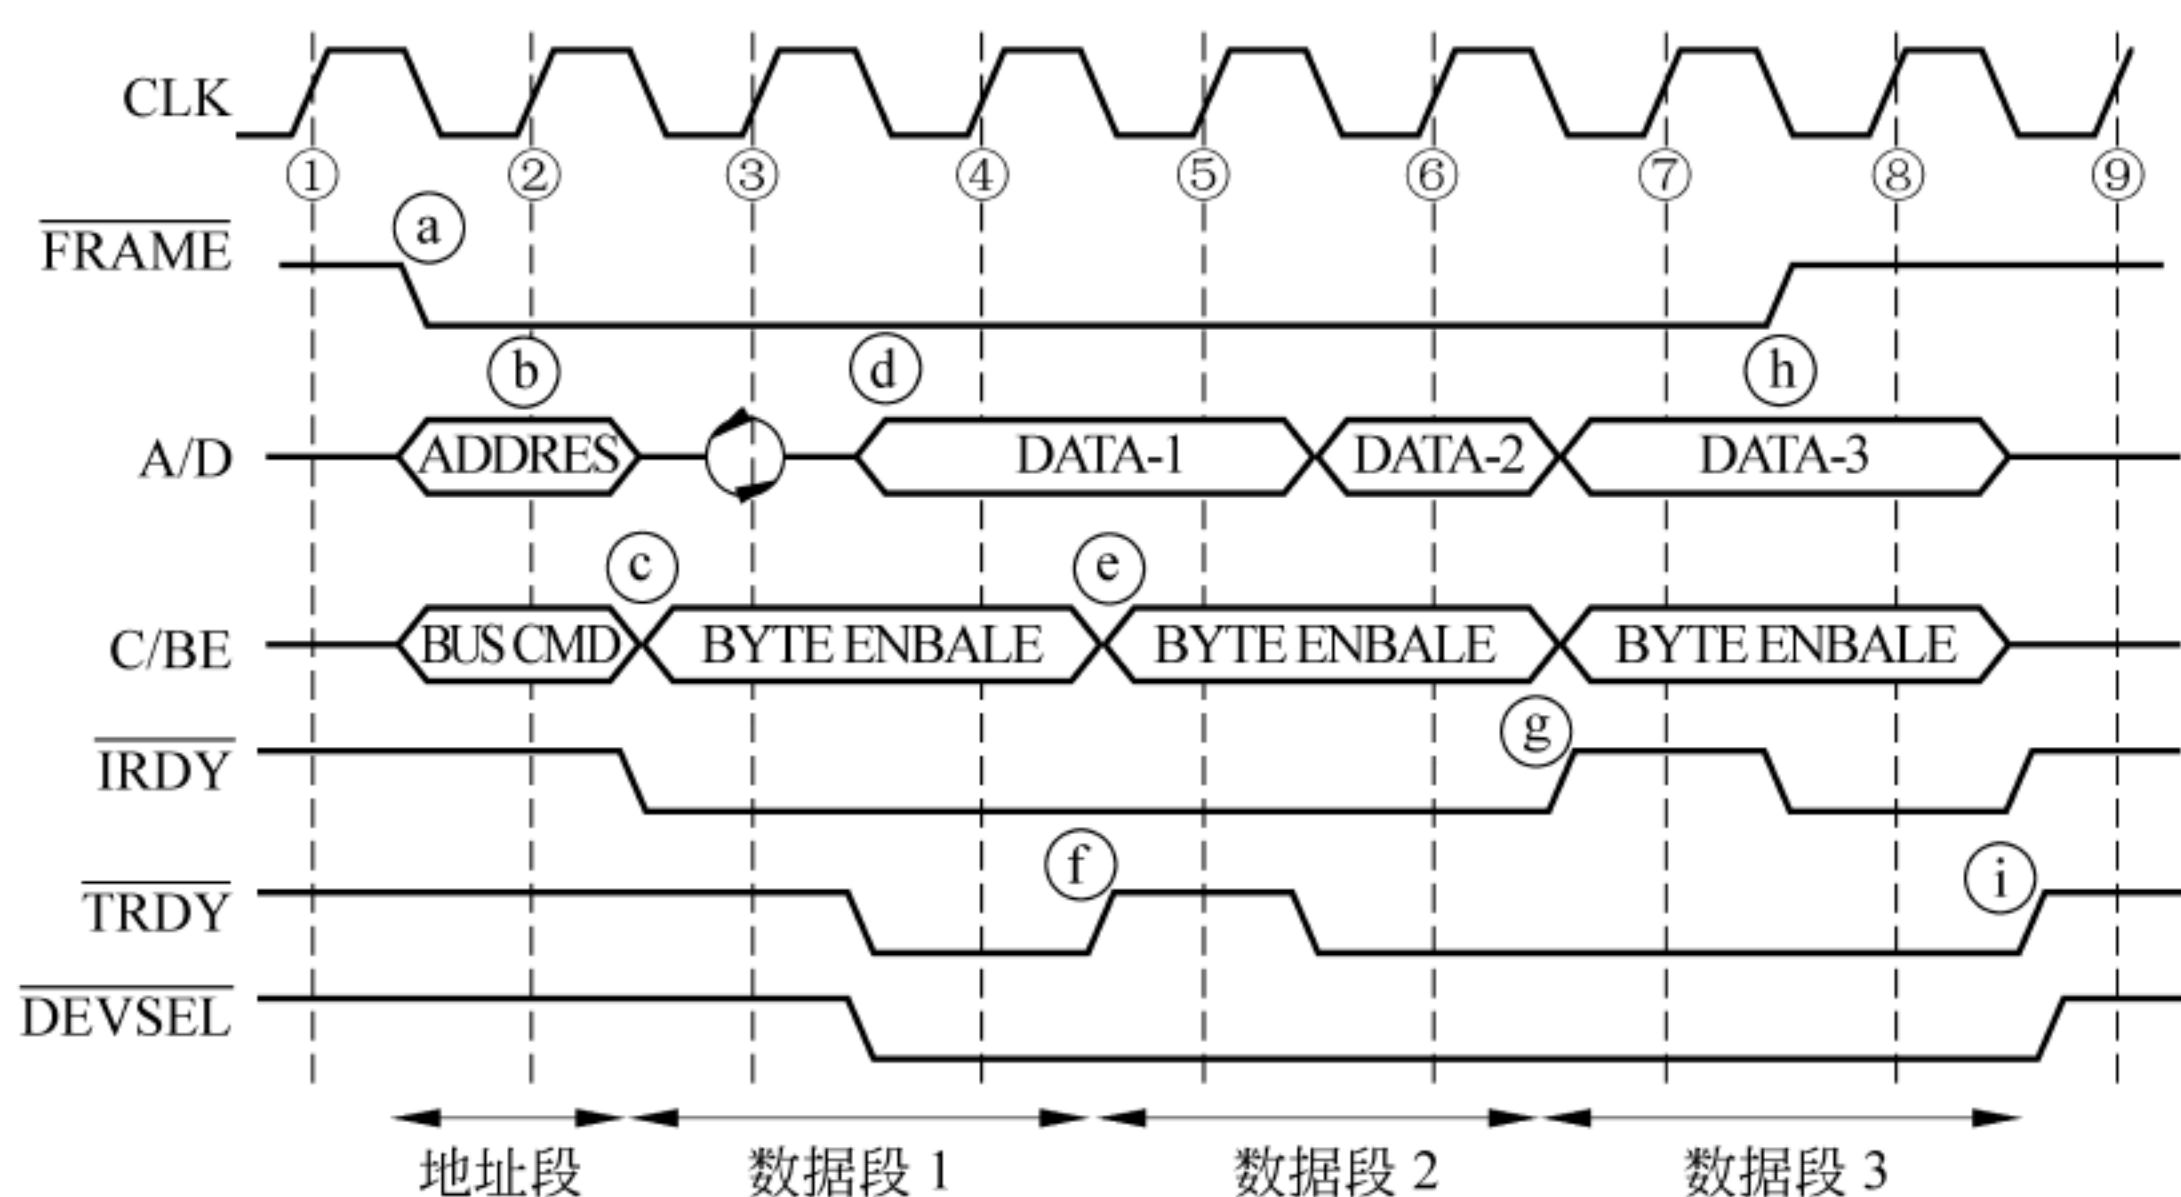 CLK
① ② ③ ④ ⑤ ⑥ ⑦ ⑧ ⑨
FRAME ⓐ
ⓑ ⓓ ⓗ
A/D ADDRES DATA-1 DATA-2 DATA-3
ⓒ ⓔ
C/BE BUS CMD BYTE ENBALE BYTE ENBALE BYTE ENBALE
IRDY ⓖ
TRDY ⓕ ⓘ
DEVSEL
地址段 数据段 1 数据段 2 数据段 3